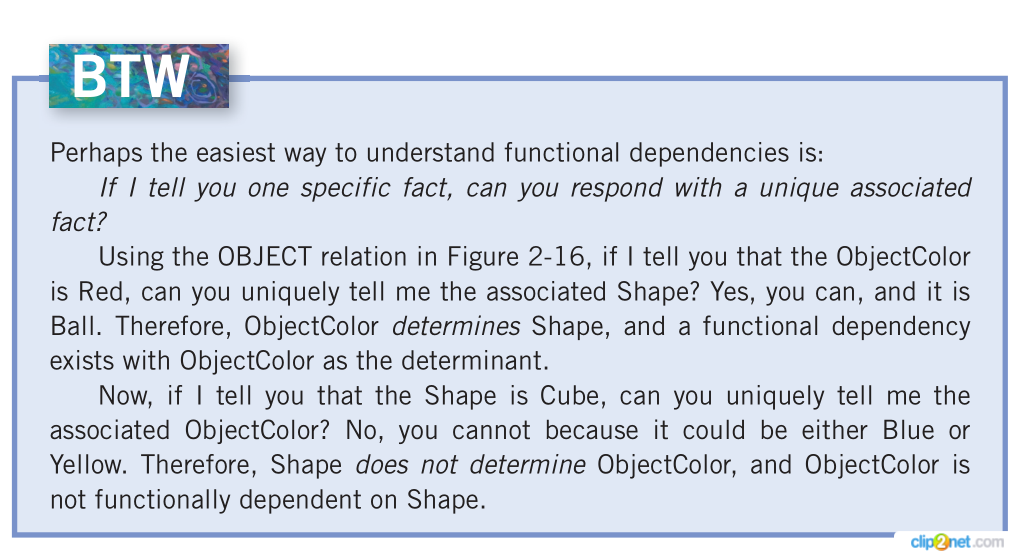 BTW
Perhaps the easiest way to understand functional dependencies is:
If I tell you one specific fact, can you respond with a unique associated
fact?
Using the OBJECT relation in Figure 2-16, if I tell you that the ObjectColor
is Red, can you uniquely tell me the associated Shape? Yes, you can, and it is
Ball. Therefore, ObjectColor determines Shape, and a functional dependency
exists with ObjectColor as the determinant.
Now, if I tell you that the Shape is Cube, can you uniquely tell me the
associated ObjectColor? No, you cannot because it could be either Blue or
Yellow. Therefore, Shape does not determine ObjectColor, and ObjectColor is
not functionally dependent on Shape.
clip2net.com